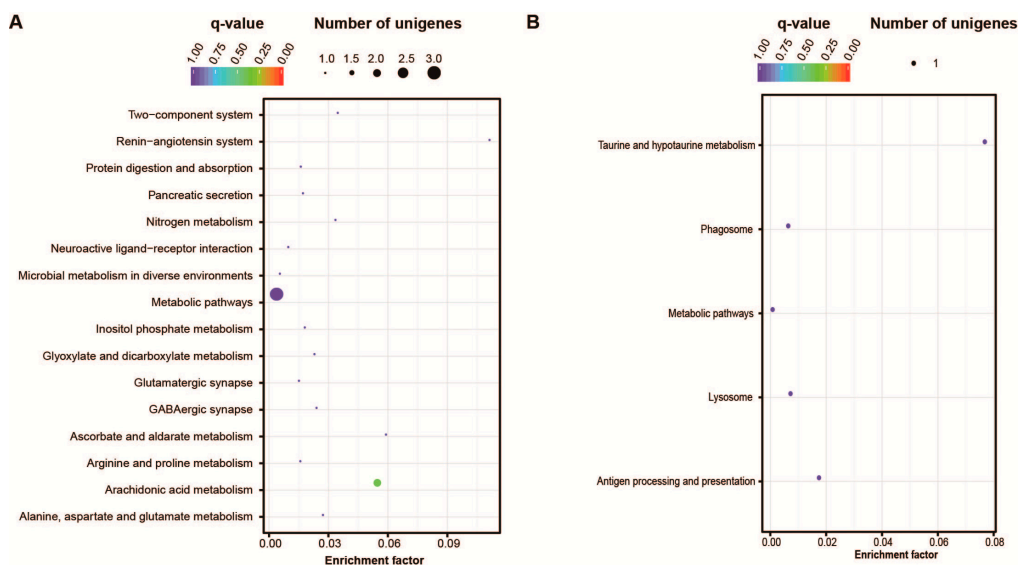 A
q-value
Number of unigenes
1.00 0.75 0.50 0.25 0.00
1.0 1.5 2.0 2.5 3.0
Two−component system
Renin−angiotensin system
Protein digestion and absorption
Pancreatic secretion
Nitrogen metabolism
Neuroactive ligand−receptor interaction
Microbial metabolism in diverse environments
Metabolic pathways
Inositol phosphate metabolism
Glyoxylate and dicarboxylate metabolism
Glutamatergic synapse
GABAergic synapse
Ascorbate and aldarate metabolism
Arginine and proline metabolism
Arachidonic acid metabolism
Alanine, aspartate and glutamate metabolism
0.00 0.03 0.06 0.09
Enrichment factor
B
q-value
Number of unigenes
1.00 0.75 0.50 0.25 0.00
1
Taurine and hypotaurine metabolism
Phagosome
Metabolic pathways
Lysosome
Antigen processing and presentation
0.00 0.02 0.04 0.06 0.08
Enrichment factor